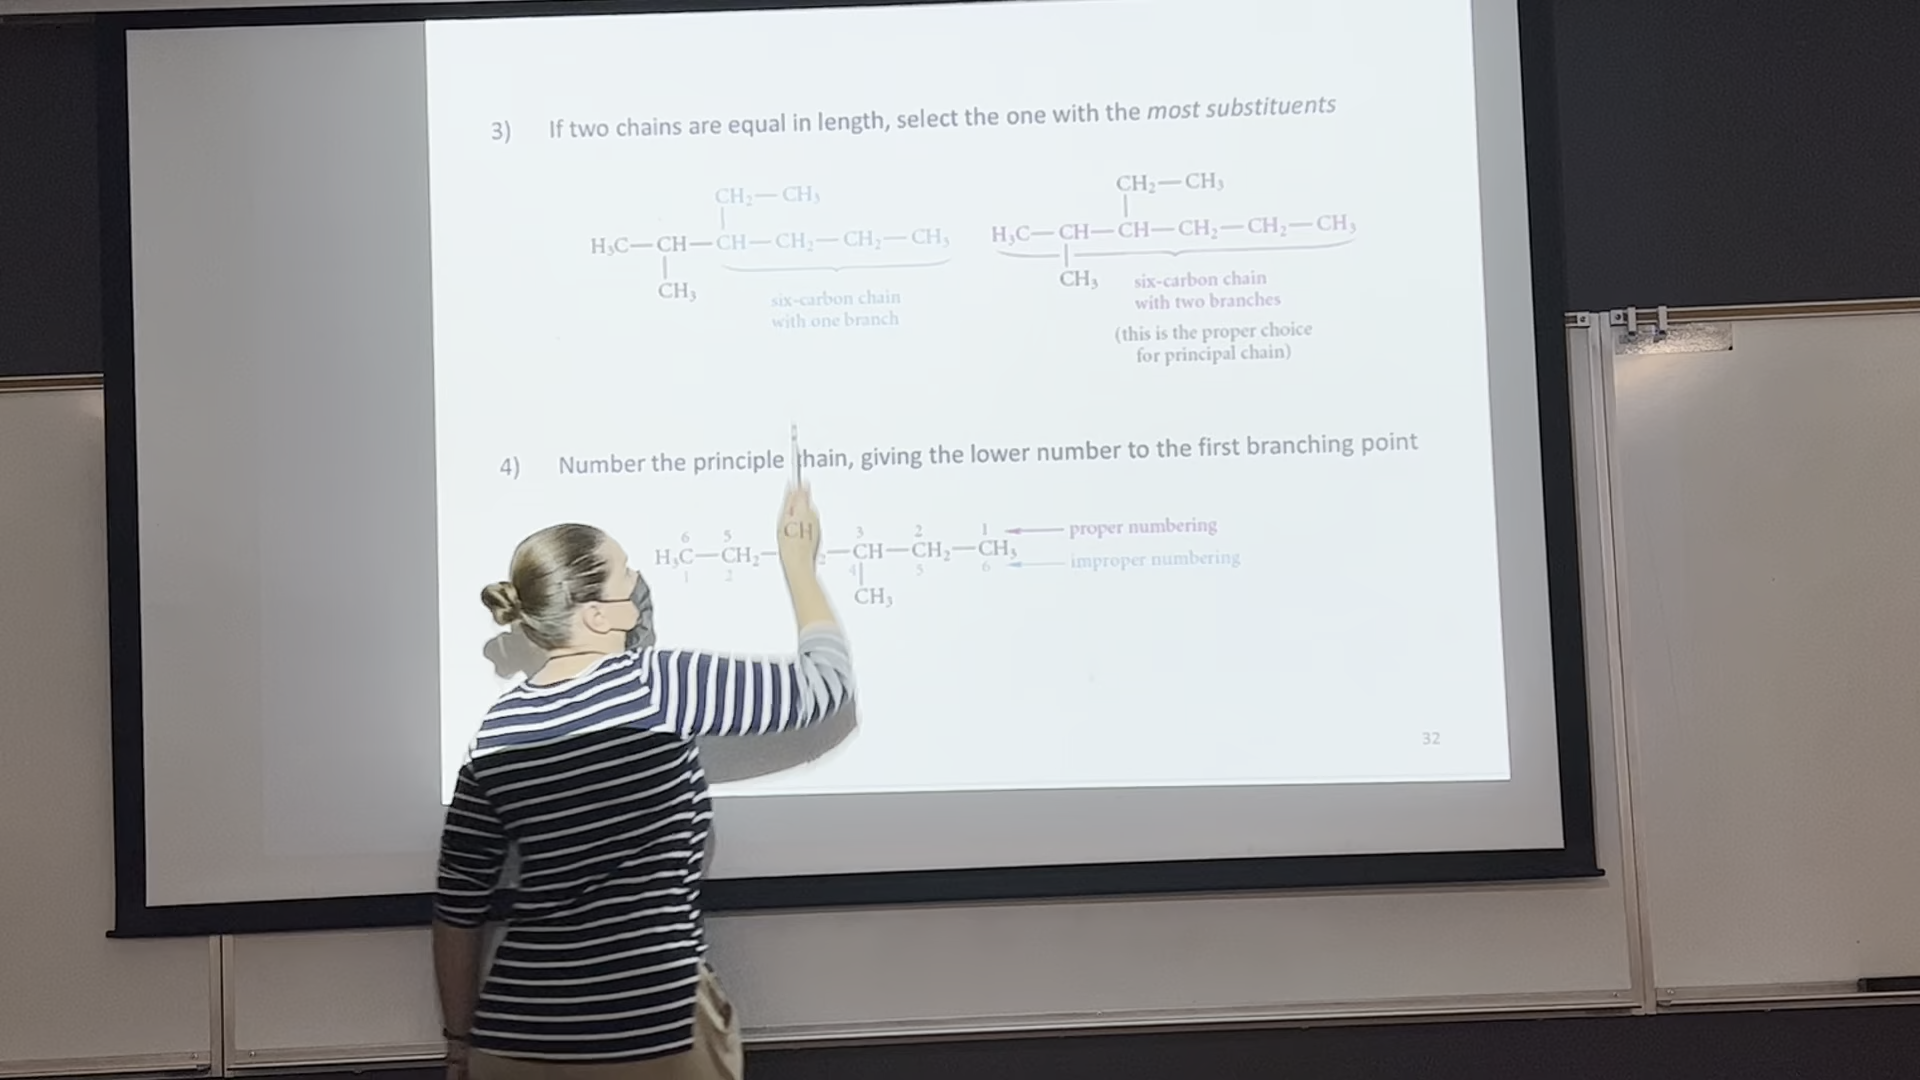 3) If two chains are equal in length, select the one with the most substituents
CH₂—CH₃
H₃C—CH—CH—CH₂—CH₂—CH₃
CH₃
six-carbon chain
with one branch
CH₂—CH₃
H₃C—CH—CH—CH₂—CH₂—CH₃
CH₃
six-carbon chain
with two branches
(this is the proper choice
for principal chain)
4) Number the principle chain, giving the lower number to the first branching point
6 5 3 2 1 proper numbering
H₃C—CH₂— CH ₂—CH—CH₂—CH₃
1 2 4 5 6 improper numbering
CH₃
32